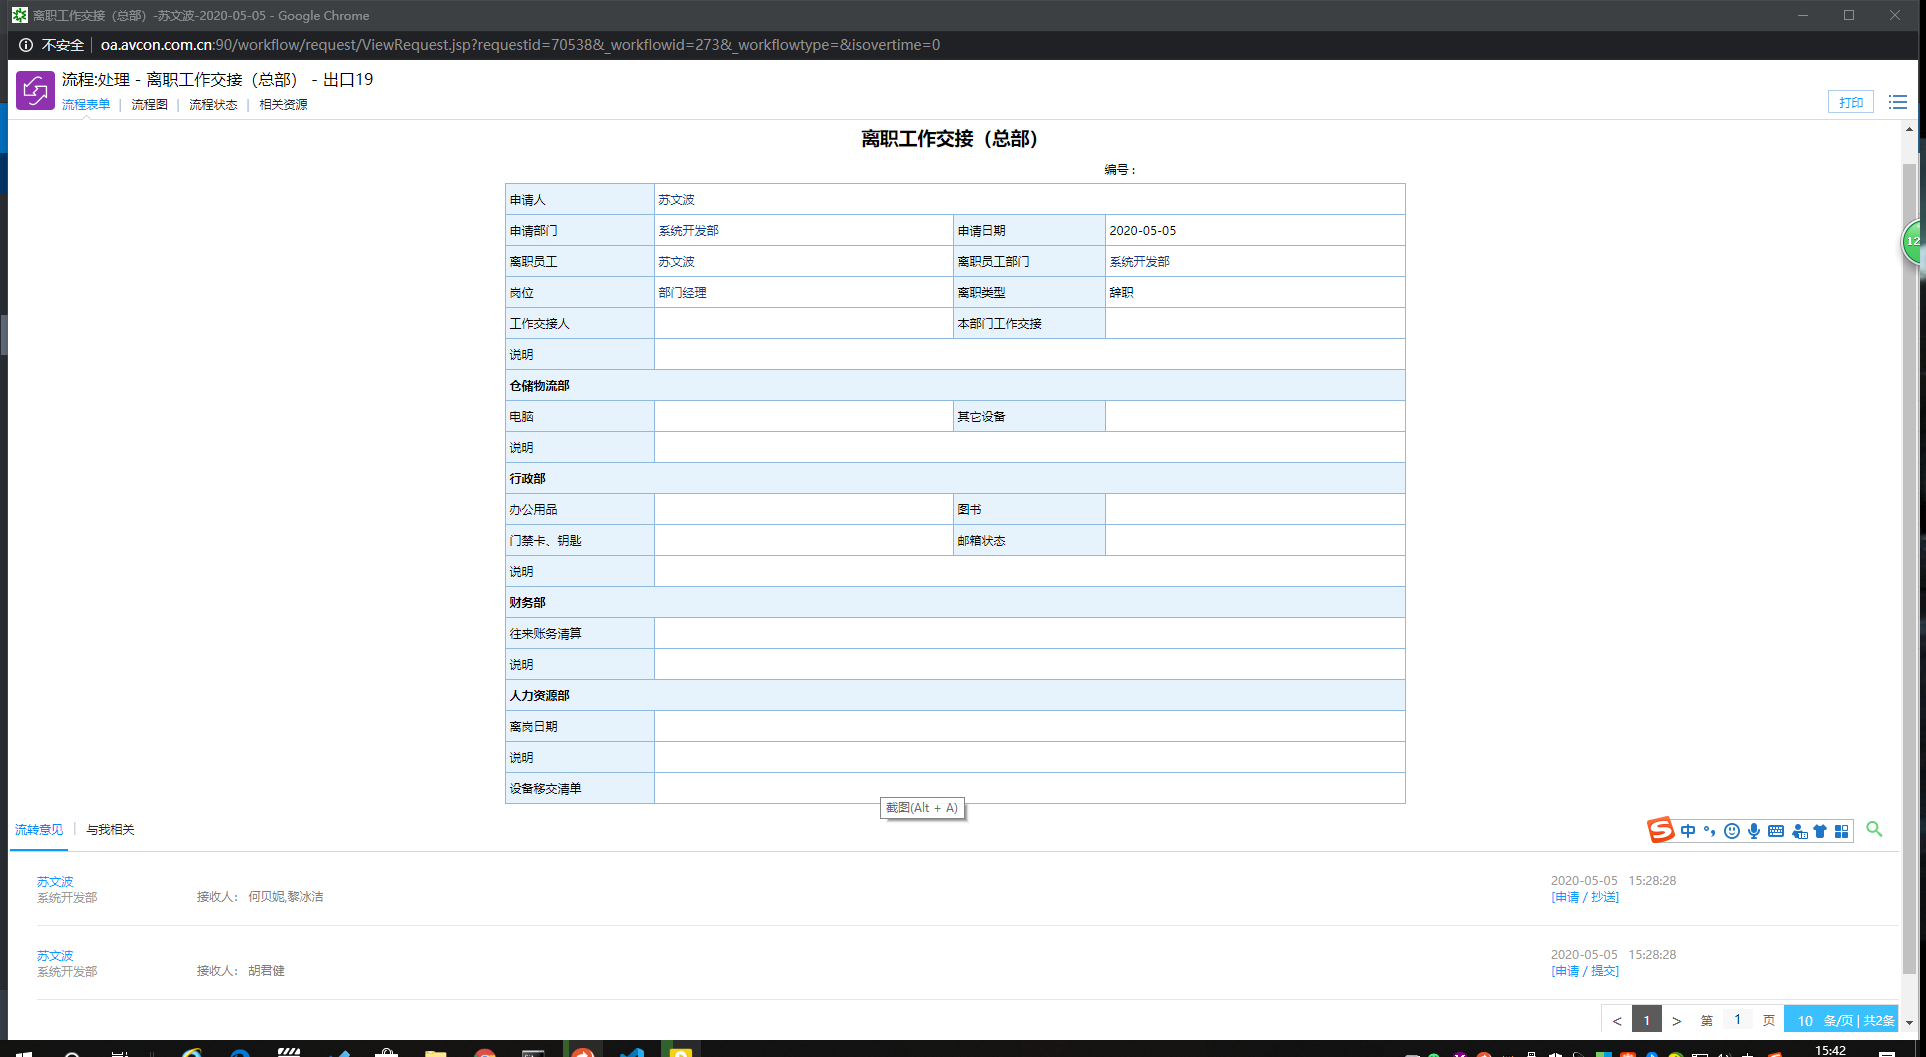 离职工作交接（总部）-苏文波-2020-05-05 - Google Chrome
不安全 | oa.avcon.com.cn:90/workflow/request/ViewRequest.jsp?requestid=70538&_workflowid=273&_workflowtype=&isovertime=0
流程:处理 - 离职工作交接（总部） - 出口19
流程表单 | 流程图 | 流程状态 | 相关资源
打印
离职工作交接（总部）
编号：
申请人 苏文波
申请部门 系统开发部 申请日期 2020-05-05
离职员工 苏文波 离职员工部门 系统开发部
岗位 部门经理 离职类型 辞职
工作交接人 本部门工作交接
说明
仓储物流部
电脑 其它设备
说明
行政部
办公用品 图书
门禁卡、钥匙 邮箱状态
说明
财务部
往来账务清算
说明
人力资源部
离岗日期
说明
设备移交清单
截图(Alt + A)
流转意见 | 与我相关
中
苏文波 2020-05-05 15:28:28
系统开发部 接收人： 何贝妮,黎冰洁 [申请 / 抄送]
苏文波 2020-05-05 15:28:28
系统开发部 接收人： 胡君健 [申请 / 提交]
< 1 > 第 1 页 10 条/页 | 共2条
15:42